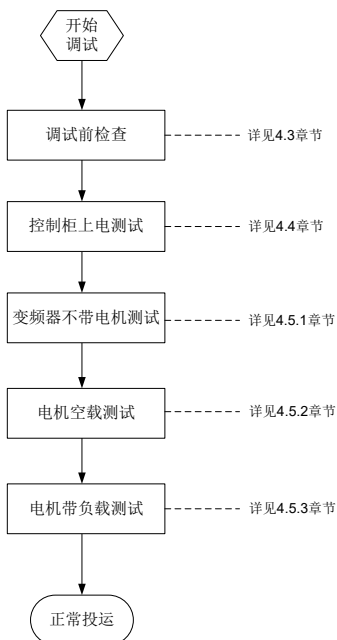 开始
调试
调试前检查
详见4.3章节
控制柜上电测试
详见4.4章节
变频器不带电机测试
详见4.5.1章节
电机空载测试
详见4.5.2章节
电机带负载测试
详见4.5.3章节
正常投运